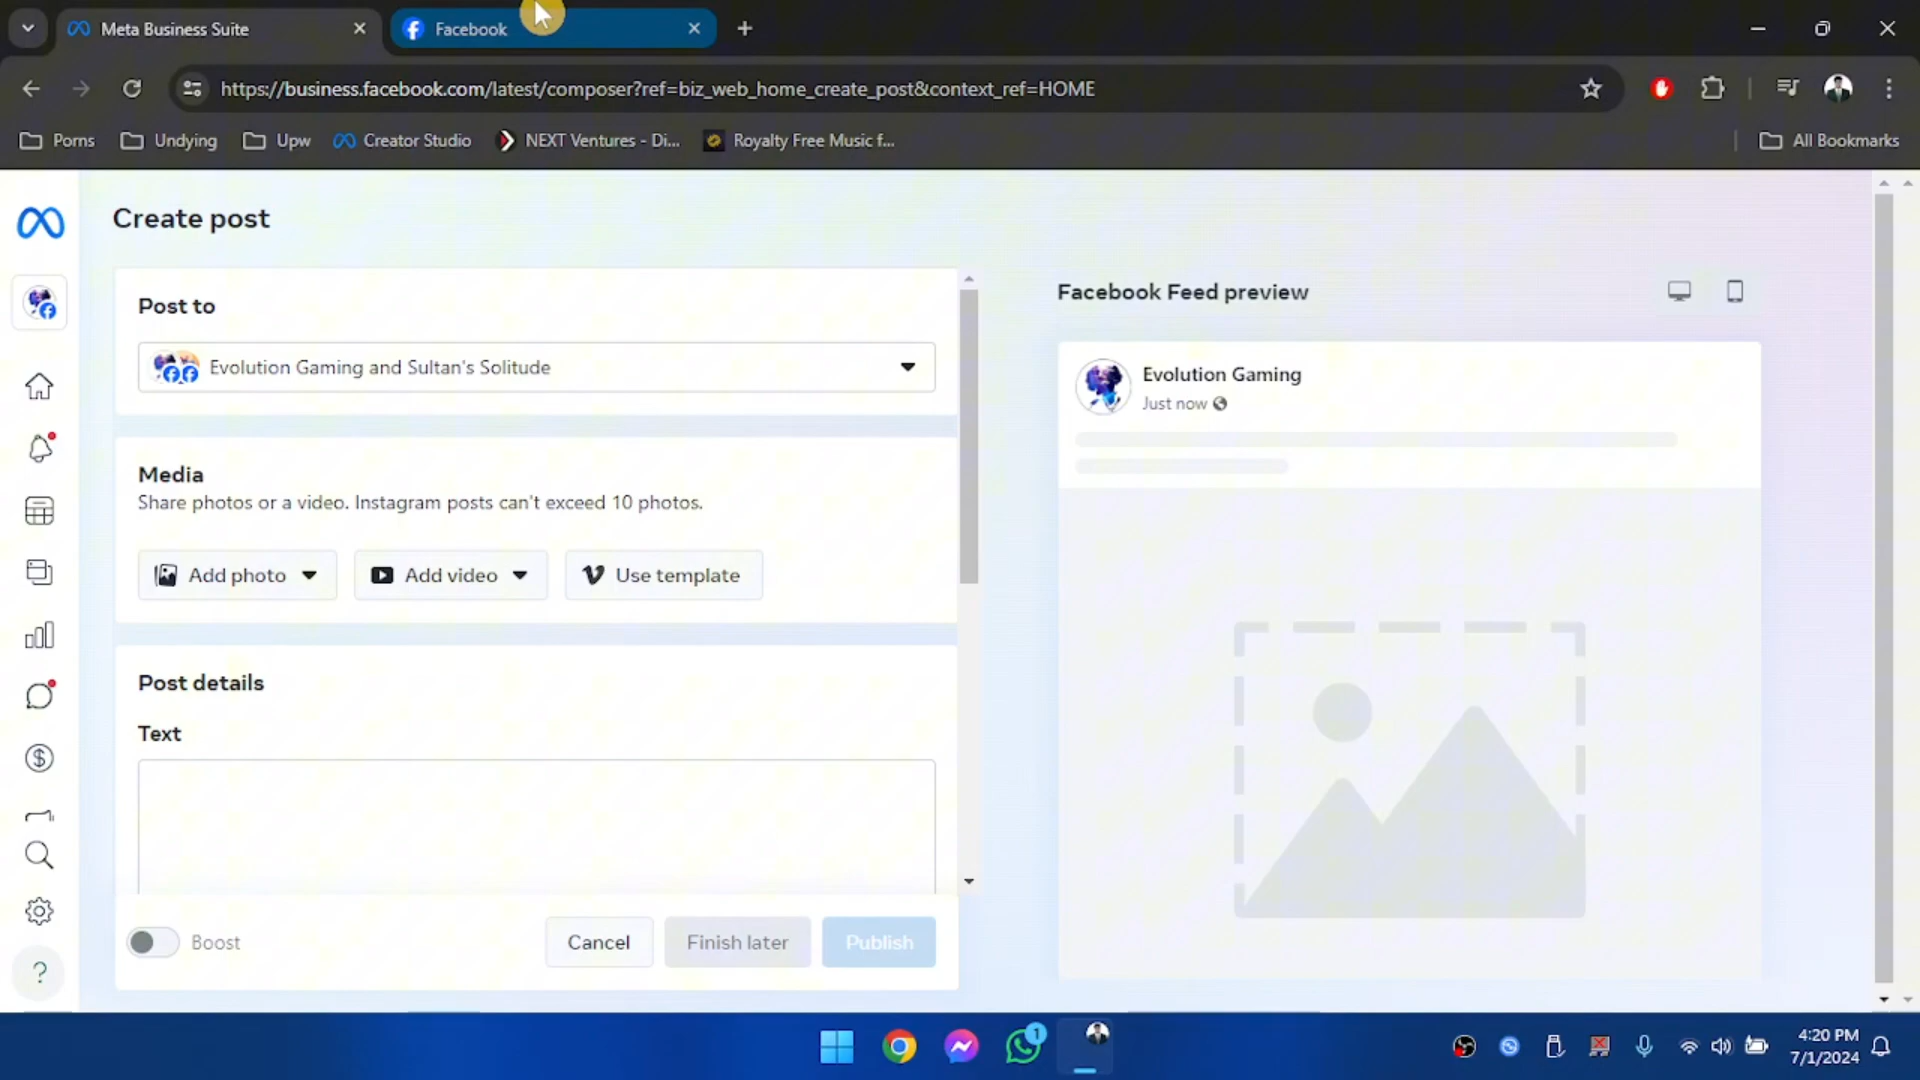 Meta Business Suite
Facebook
https://business.facebook.com/latest/composer?ref=biz_web_home_create_post&context_ref=HOME
Porns
Undying
Upw
Creator Studio
NEXT Ventures - Di...
Royalty Free Music f...
All Bookmarks
Create post
Post to
Evolution Gaming and Sultan's Solitude
Media
Share photos or a video. Instagram posts can't exceed 10 photos.
Add photo
Add video
Use template
Post details
Text
Boost
Cancel
Finish later
Publish
Facebook Feed preview
Evolution Gaming
Just now
?
1
4:20 PM
7/1/2024